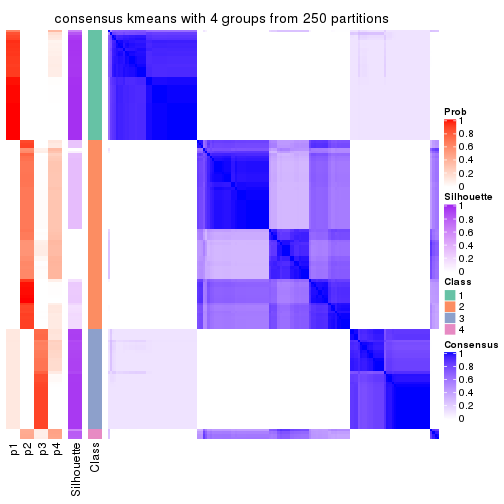 consensus kmeans with 4 groups from 250 partitions
Prob
1
0.8
0.6
0.4
0.2
0
Silhouette
1
0.8
0.6
0.4
0.2
0
Class
1
2
3
4
Consensus
1
0.8
0.6
0.4
0.2
0
p1
p2
p3
p4
Silhouette
Class